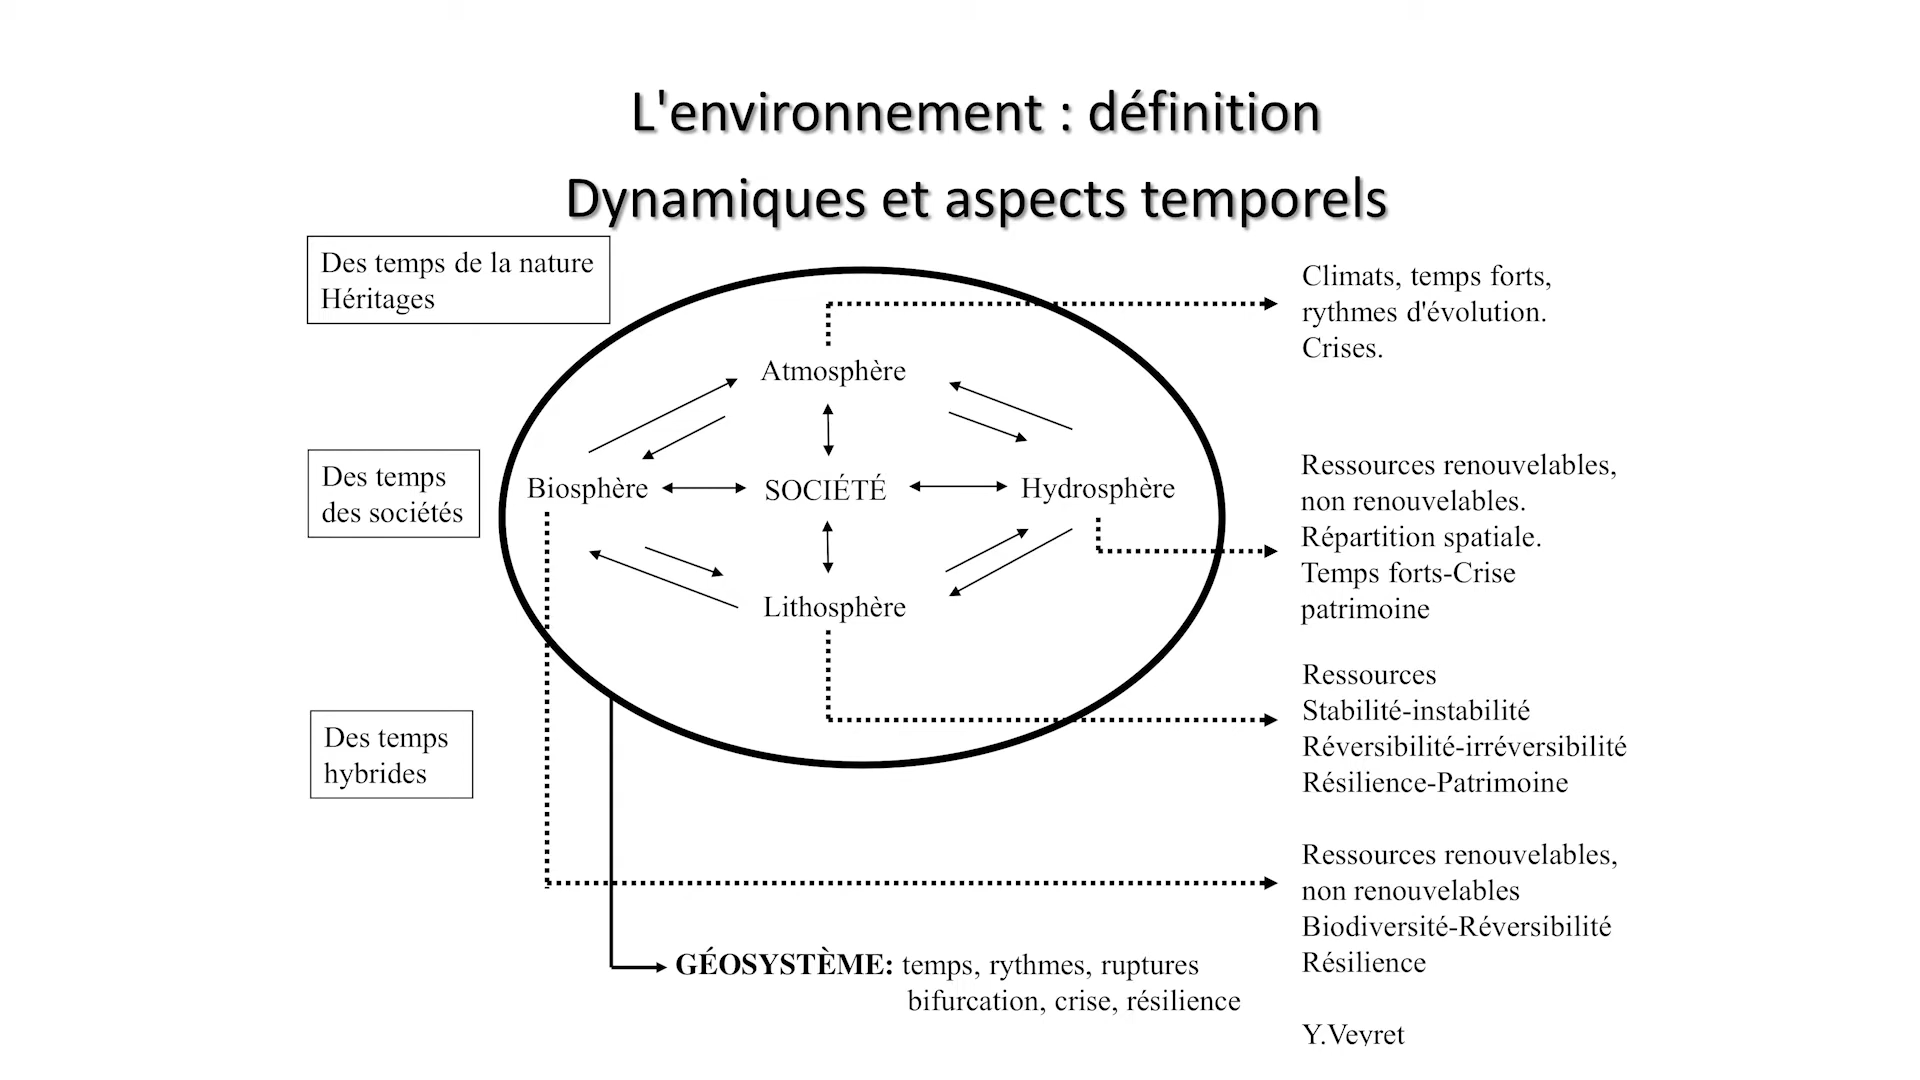 L'environnement : définition
Dynamiques et aspects temporels
Des temps de la nature
Héritages
Climats, temps forts,
rythmes d'évolution.
Crises.
Atmosphère
Des temps
des sociétés
Biosphère
SOCIÉTÉ
Hydrosphère
Ressources renouvelables,
non renouvelables.
Répartition spatiale.
Temps forts-Crise
patrimoine
Lithosphère
Ressources
Stabilité-instabilité
Réversibilité-irréversibilité
Résilience-Patrimoine
Des temps
hybrides
Ressources renouvelables,
non renouvelables
Biodiversité-Réversibilité
Résilience
GÉOSYSTÈME: temps, rythmes, ruptures
bifurcation, crise, résilience
Y.Veyret